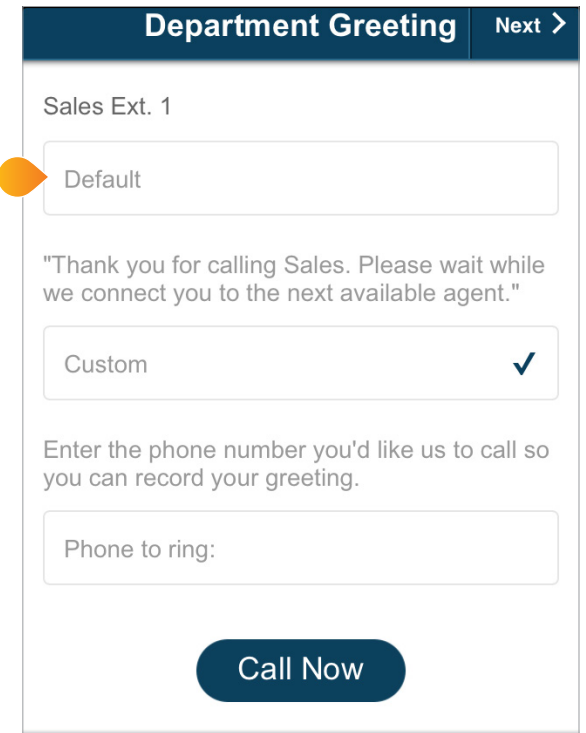 Department Greeting Next
Sales Ext. 1
Default
"Thank you for calling Sales. Please wait while
we connect you to the next available agent."
Custom
Enter the phone number you'd like us to call so
you can record your greeting.
Phone to ring:
Call Now